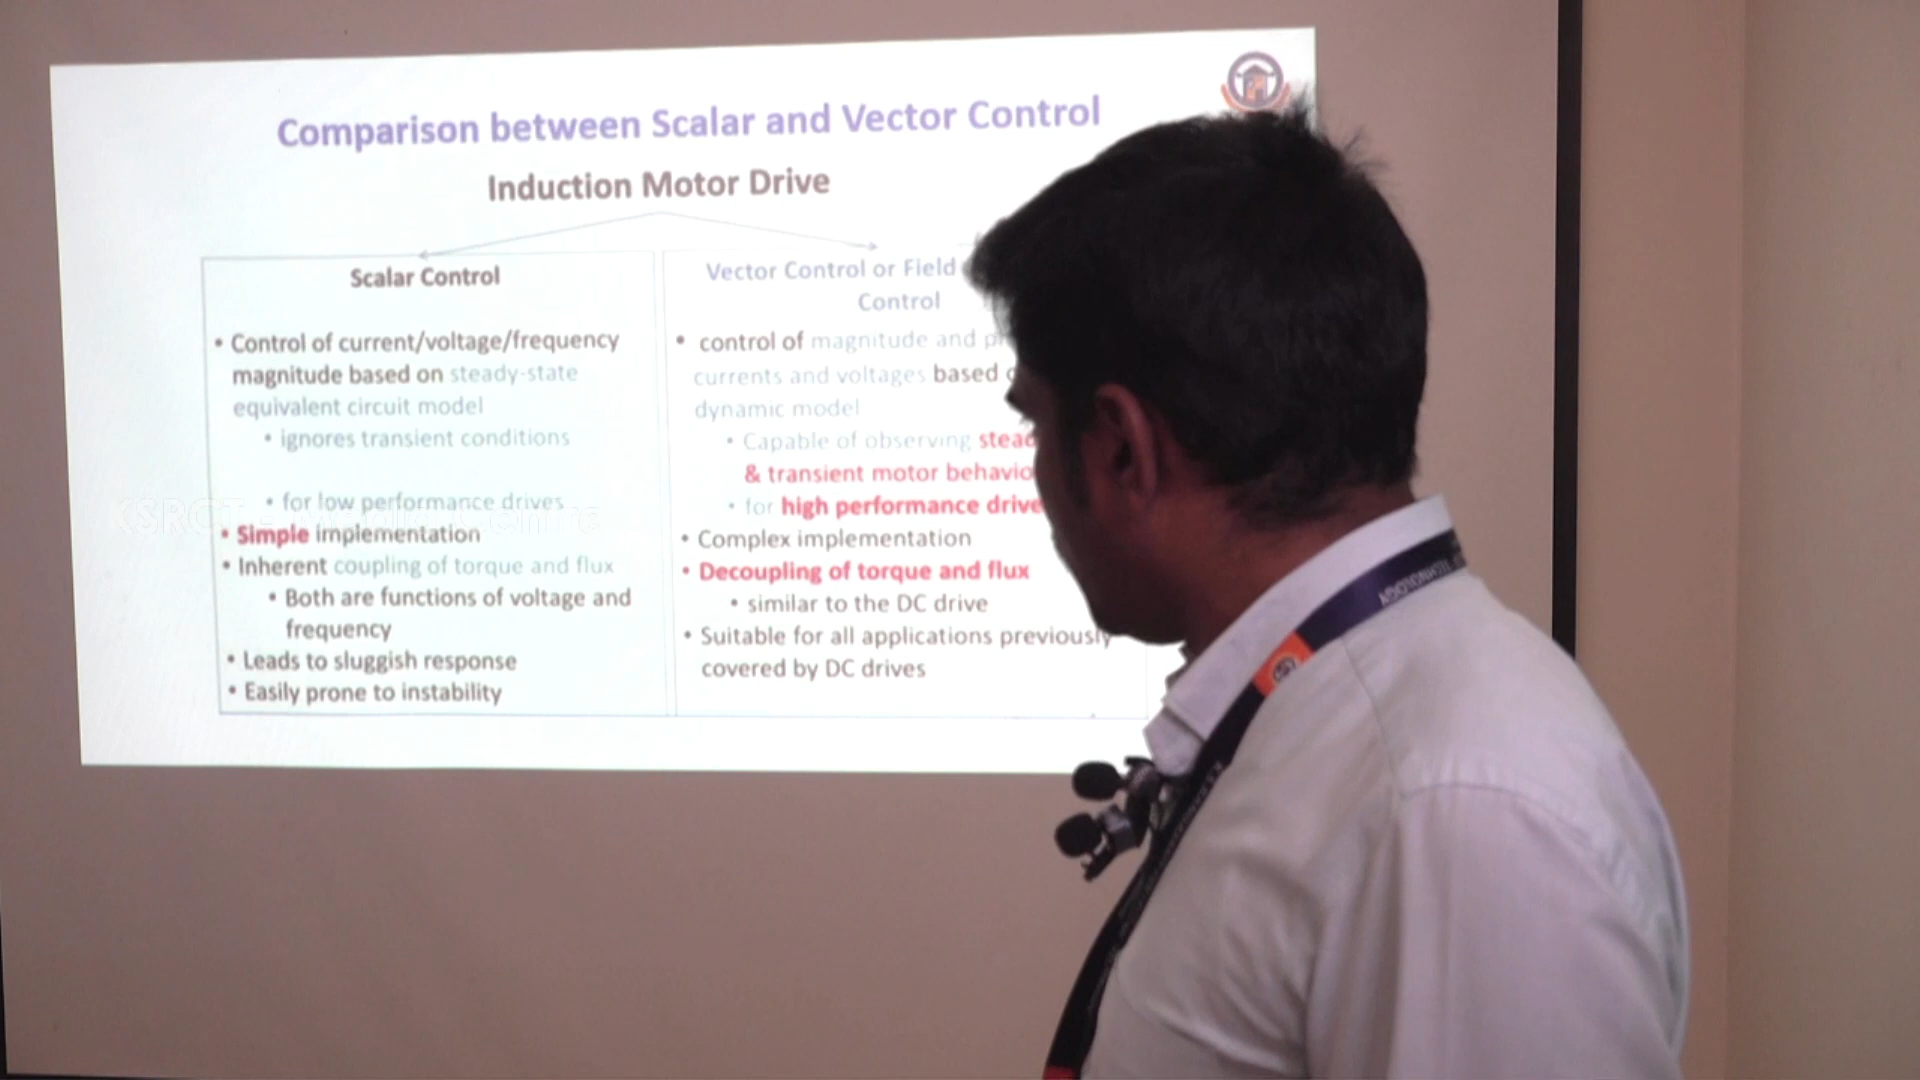 Comparison between Scalar and Vector Control
Induction Motor Drive
Scalar Control
• Control of current/voltage/frequency
magnitude based on steady-state
equivalent circuit model
• ignores transient conditions
• for low performance drives
• Simple implementation
• Inherent coupling of torque and flux
• Both are functions of voltage and
frequency
• Leads to sluggish response
• Easily prone to instability
Vector Control or Field
Control
• control of magnitude and
currents and voltages based
dynamic model
• Capable of observing
& transient motor
• for high performance
• Complex implementation
• Decoupling of torque and flux
• similar to the DC drive
• Suitable for all applications previously
covered by DC drives